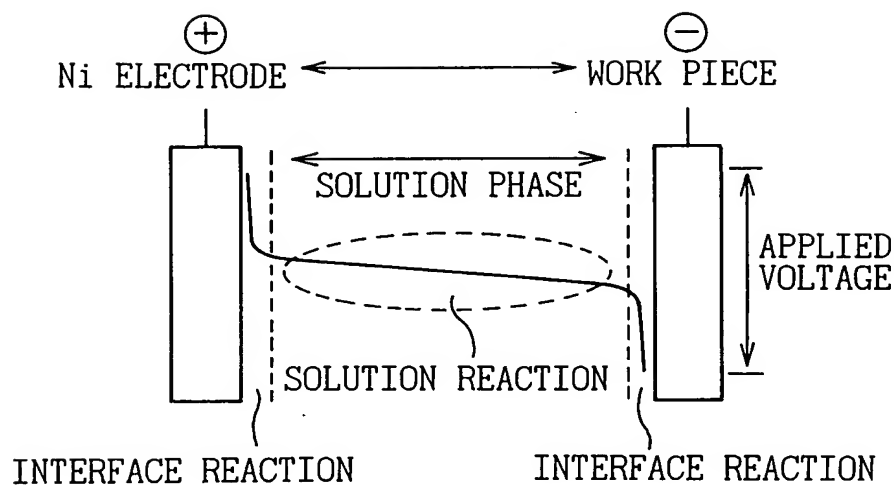 + −
Ni ELECTRODE WORK PIECE
SOLUTION PHASE
APPLIED
VOLTAGE
SOLUTION REACTION
INTERFACE REACTION INTERFACE REACTION